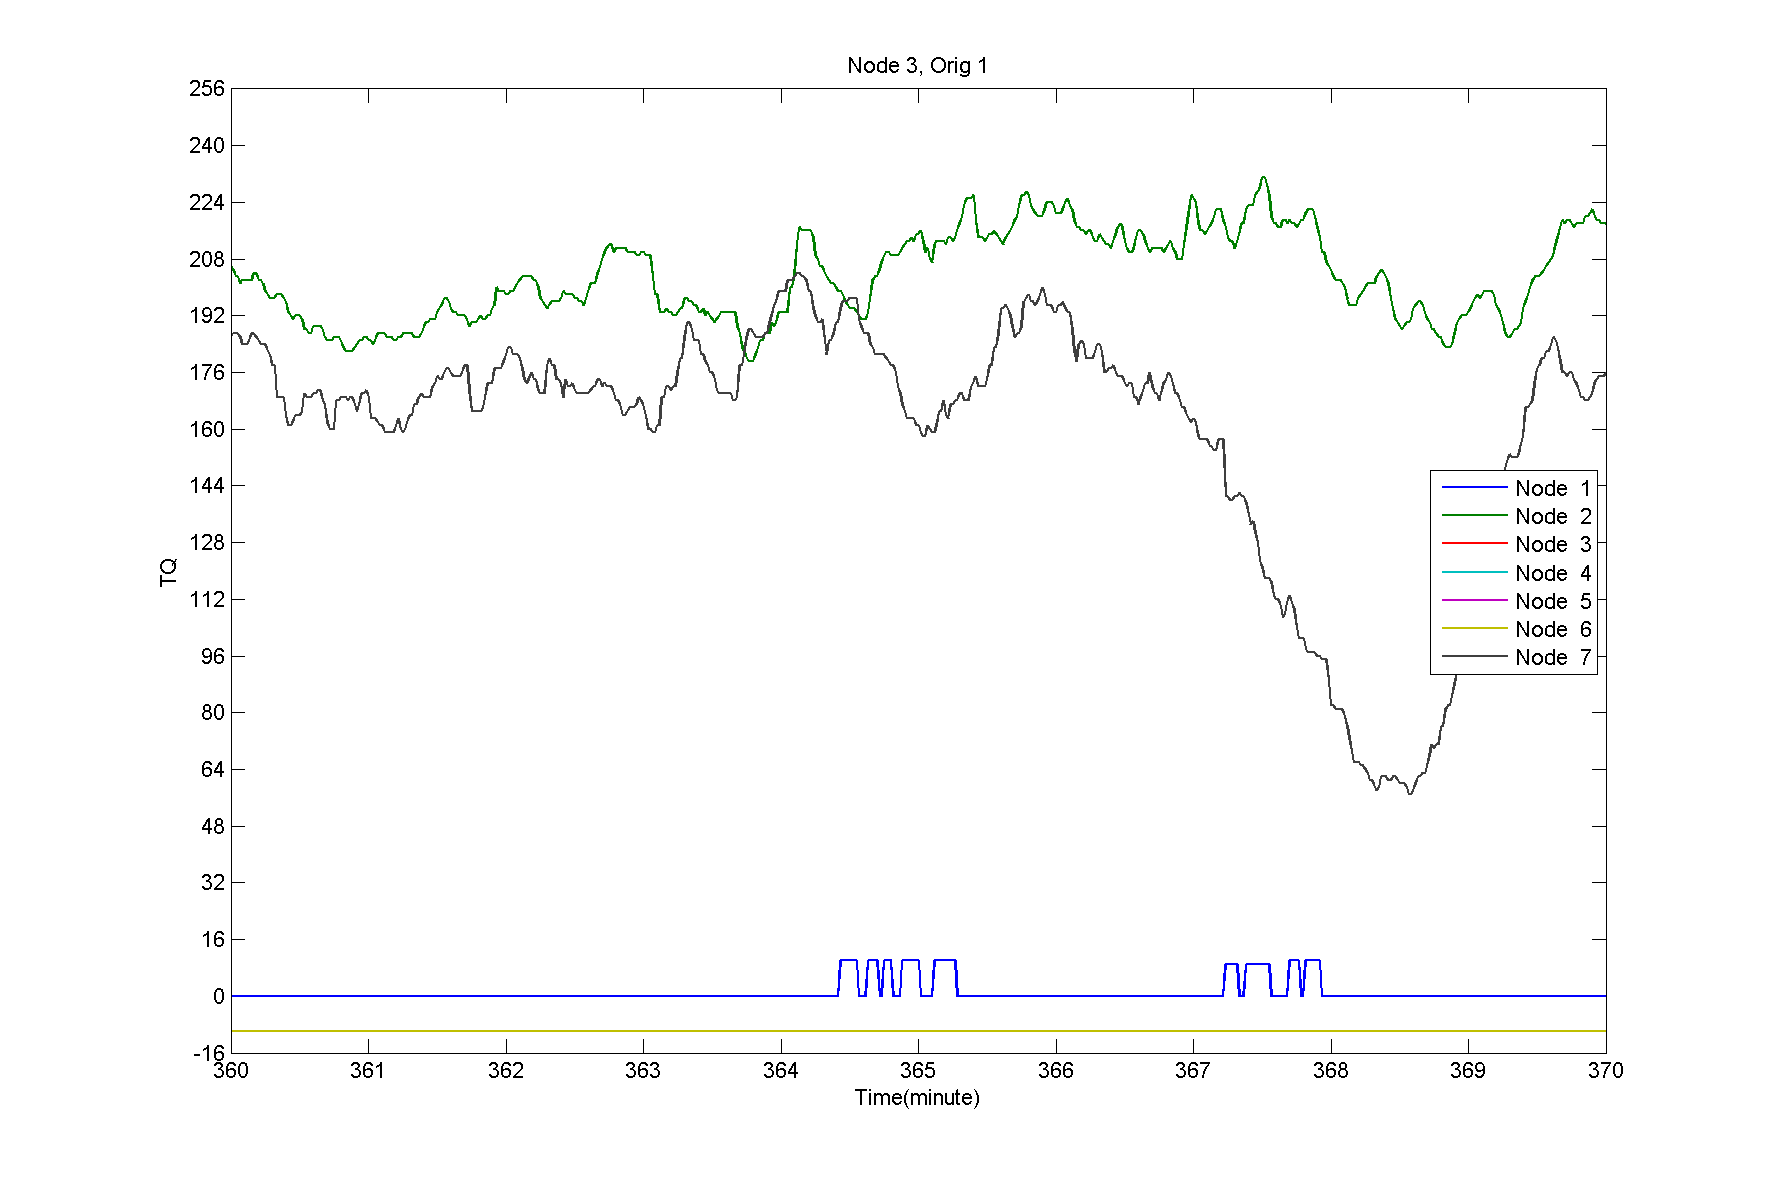 Node 3, Orig 1
256
240
224
208
192
176
160
144
128
112
96
80
64
48
32
16
0
-16
TQ
Node 1
Node 2
Node 3
Node 4
Node 5
Node 6
Node 7
360 361 362 363 364 365 366 367 368 369 370
Time(minute)